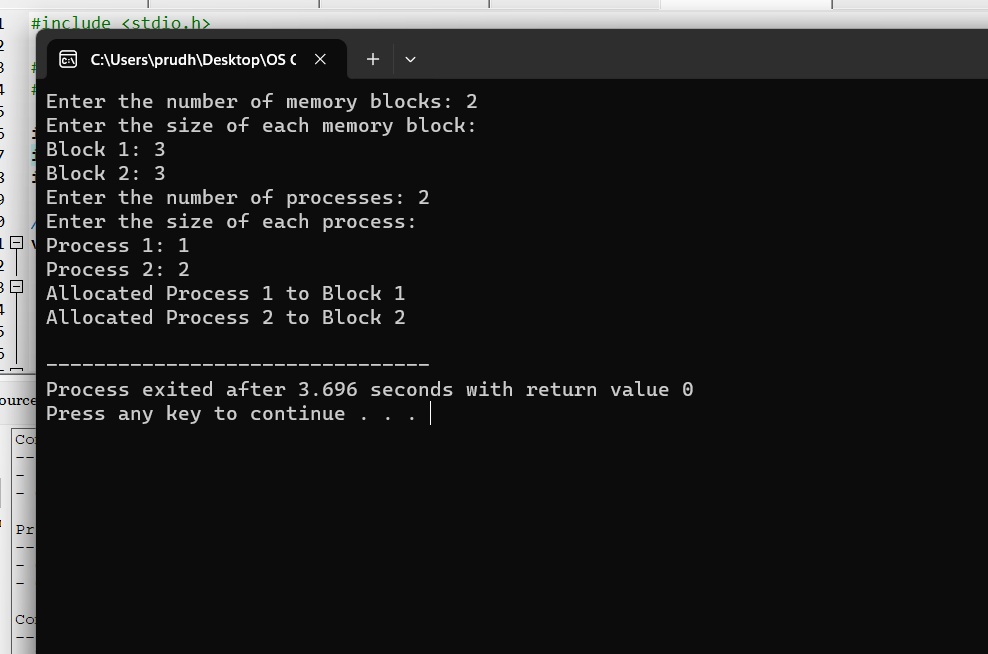 #include <stdio.h>
C:\Users\prudh\Desktop\OS C
Enter the number of memory blocks: 2
Enter the size of each memory block:
Block 1: 3
Block 2: 3
Enter the number of processes: 2
Enter the size of each process:
Process 1: 1
Process 2: 2
Allocated Process 1 to Block 1
Allocated Process 2 to Block 2
--------------------------------
Process exited after 3.696 seconds with return value 0
Press any key to continue . . .